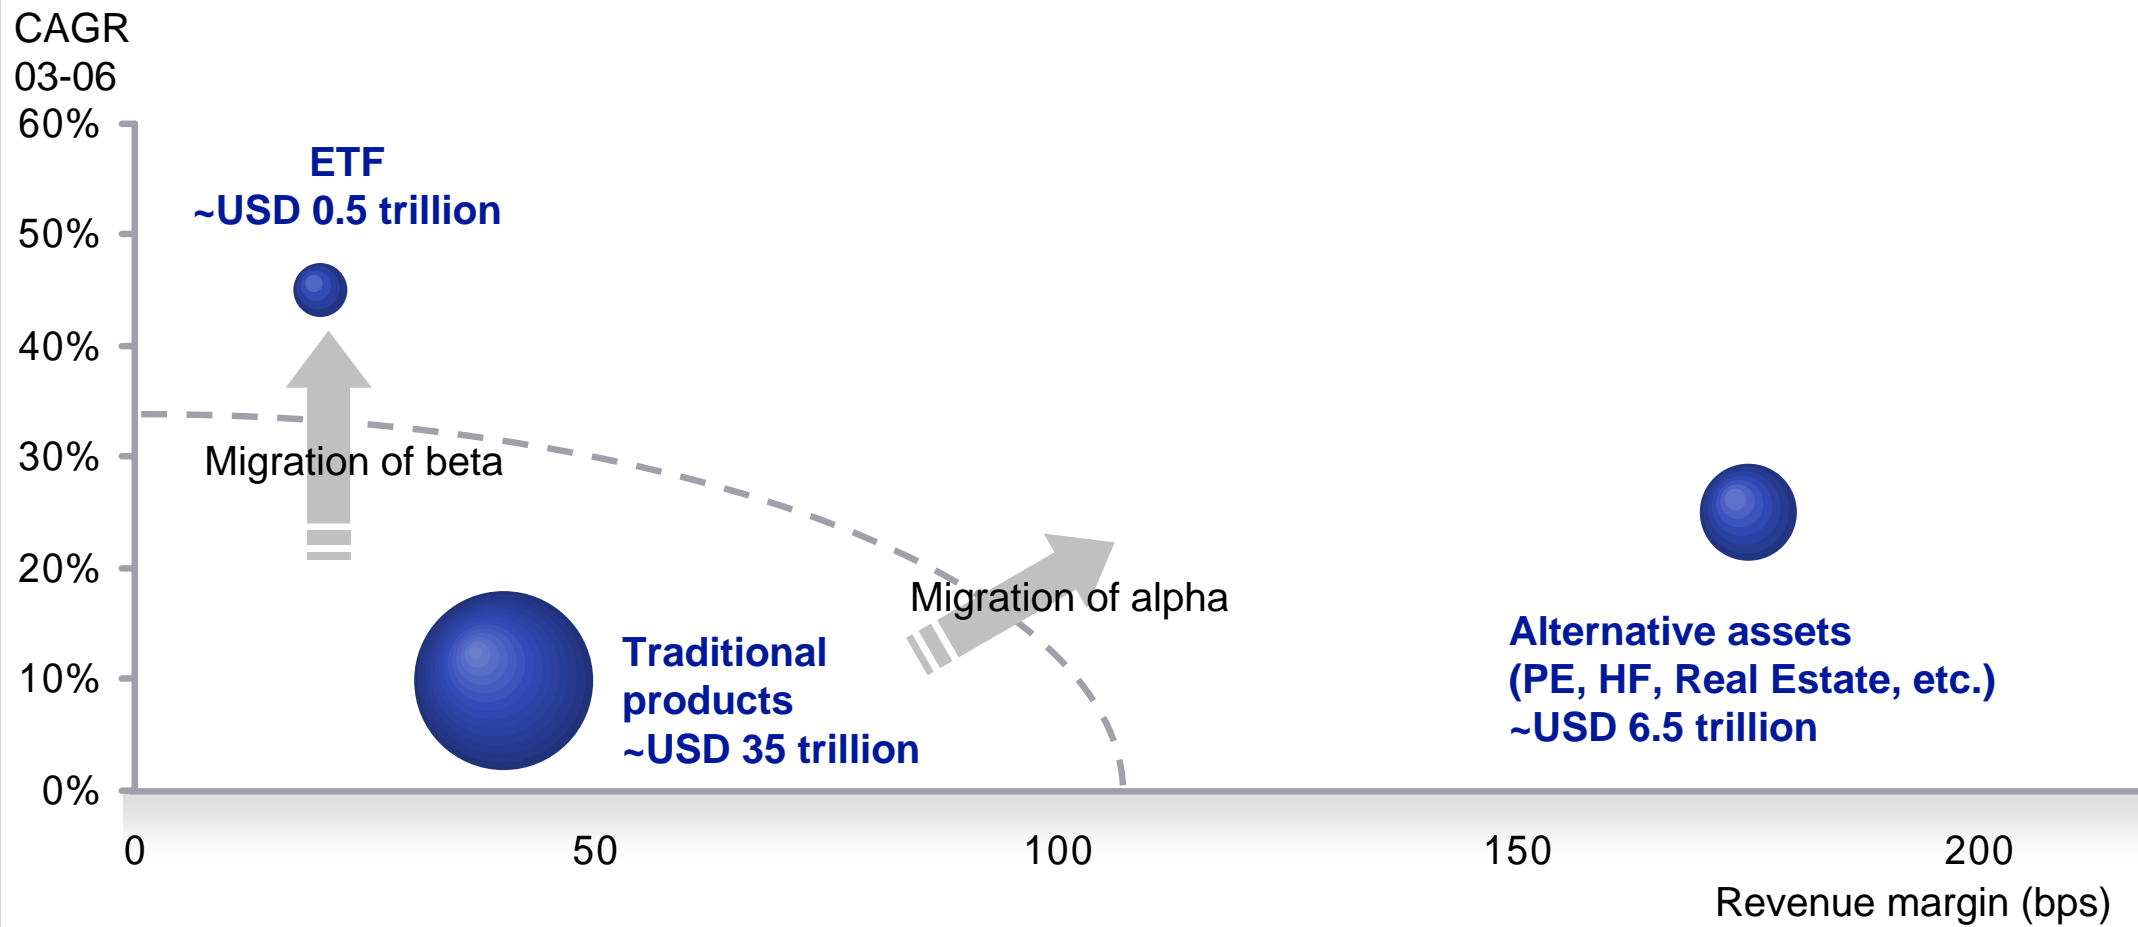 CAGR
03-06
60%
ETF
~USD 0.5 trillion
50%
40%
30%
Migration of beta
20%
Migration of alpha
10%
Traditional
products
~USD 35 trillion
Alternative assets
(PE, HF, Real Estate, etc.)
~USD 6.5 trillion
0%
0 50 100 150 200
Revenue margin (bps)